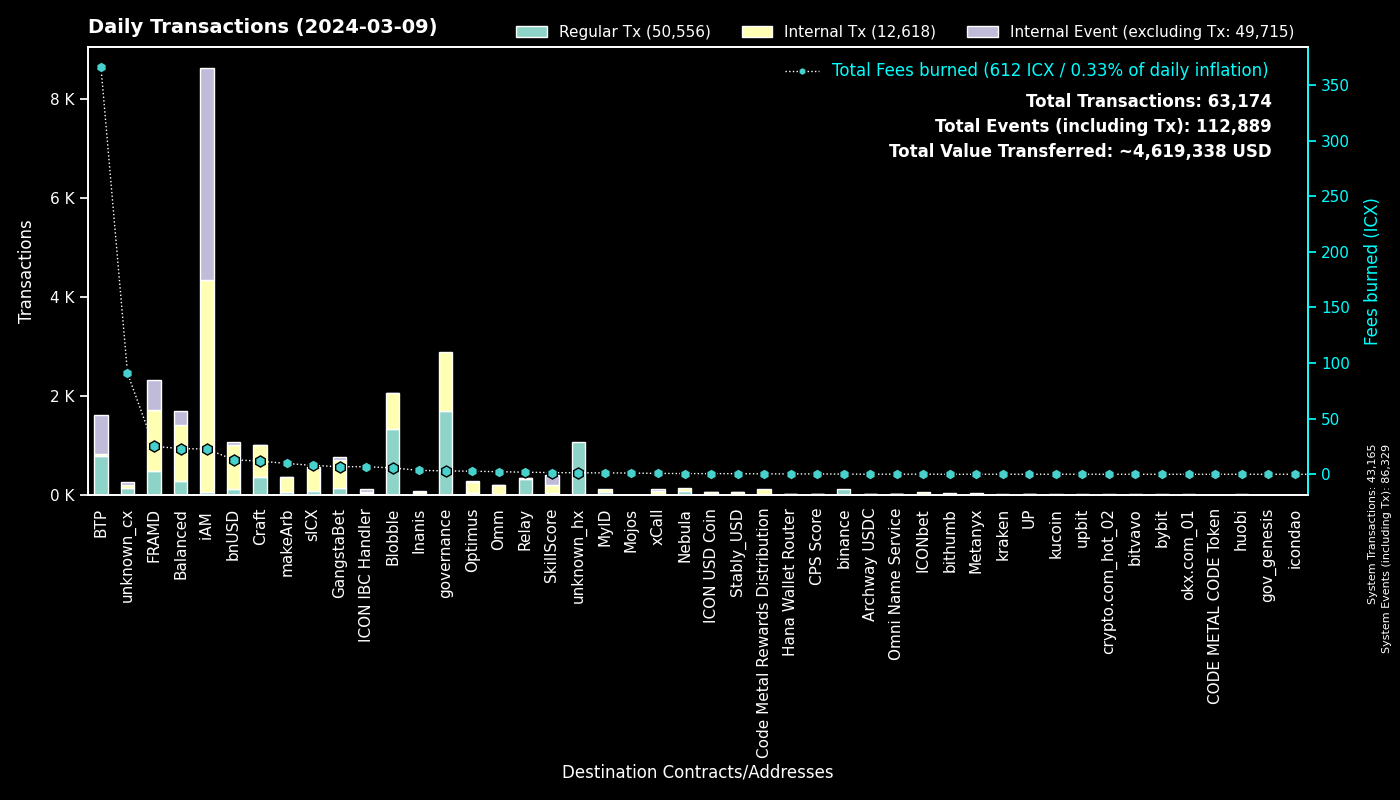 Daily Transactions (2024-03-09)
Regular Tx (50,556)
Internal Tx (12,618)
Internal Event (excluding Tx: 49,715)
Total Fees burned (612 ICX / 0.33% of daily inflation)
Total Transactions: 63,174
Total Events (including Tx): 112,889
Total Value Transferred: ~4,619,338 USD
Transactions
8 K
6 K
4 K
2 K
0 K
350
300
250
200
150
100
50
0
Fees burned (ICX)
System Transactions: 43,165
System Events (including Tx): 86,329
BTP
unknown_cx
FRAMD
Balanced
iAM
bnUSD
Craft
makeArb
sICX
GangstaBet
ICON IBC Hander
Blobble
Inanis
governance
Optimus
Omm
Relay
SkillScore
unknown_hx
MyID
Mojos
xCall
Nebula
ICON USD Coin
Stably_USD
Code Metal Rewards Distribution
Hana Wallet Router
CPS Score
binance
Archway USDC
Omni Name Service
ICONbet
bithumb
Metanyx
kraken
UP
kucoin
upbit
crypto.com_hot_02
bitvavo
bybit
okx.com_01
CODE METAL CODE Token
huobi
gov_genesis
icondao
Destination Contracts/Addresses